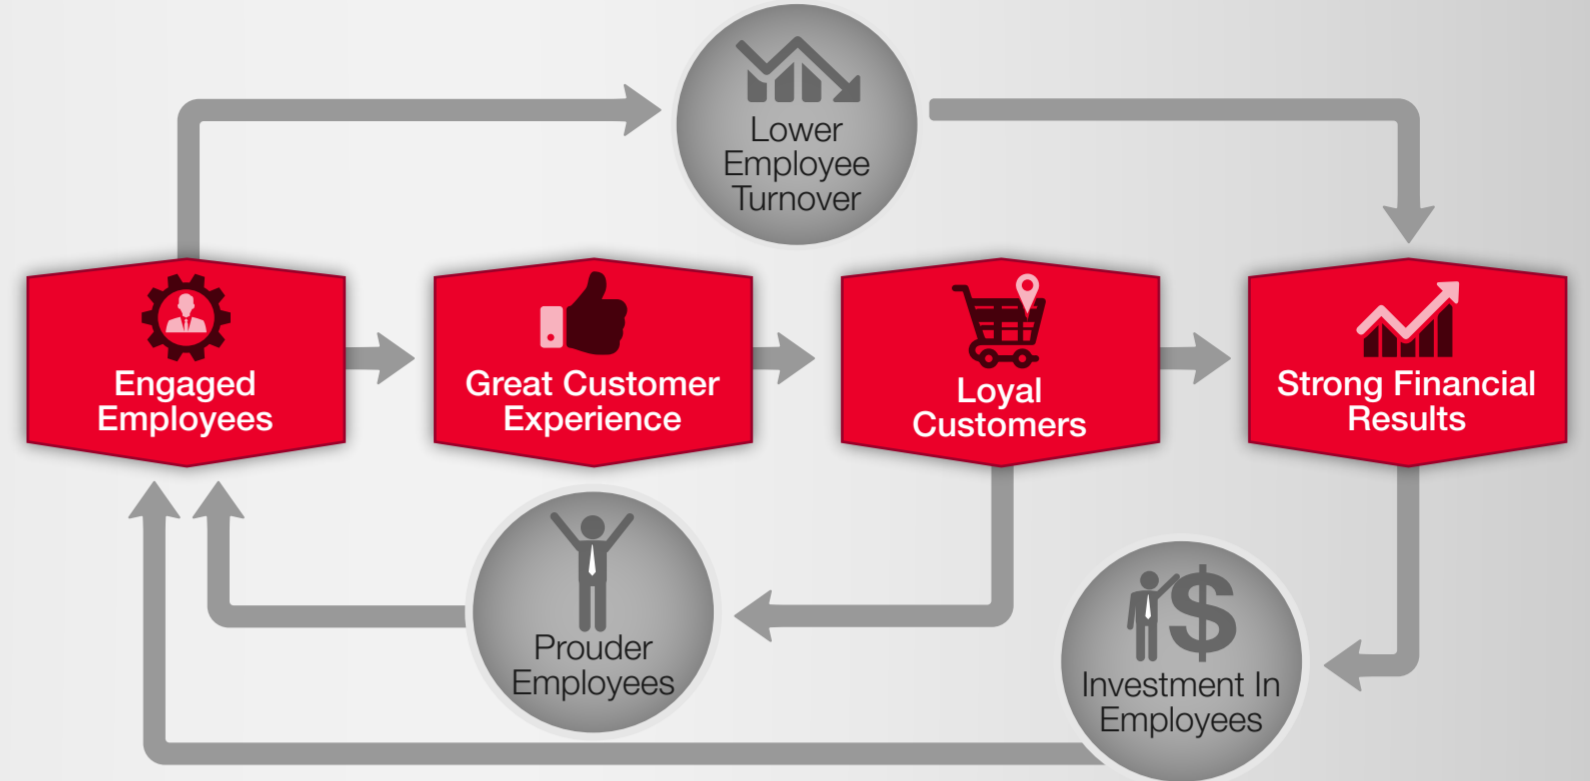 Lower
Employee
Turnover
Engaged
Employees
Great Customer
Experience
Loyal
Customers
Strong Financial
Results
Prouder
Employees
$
Investment In
Employees